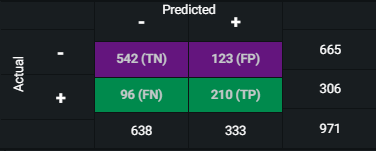 Predicted
- +
Actual
- 542 (TN) 123 (FP) 665
+ 96 (FN) 210 (TP) 306
638 333 971